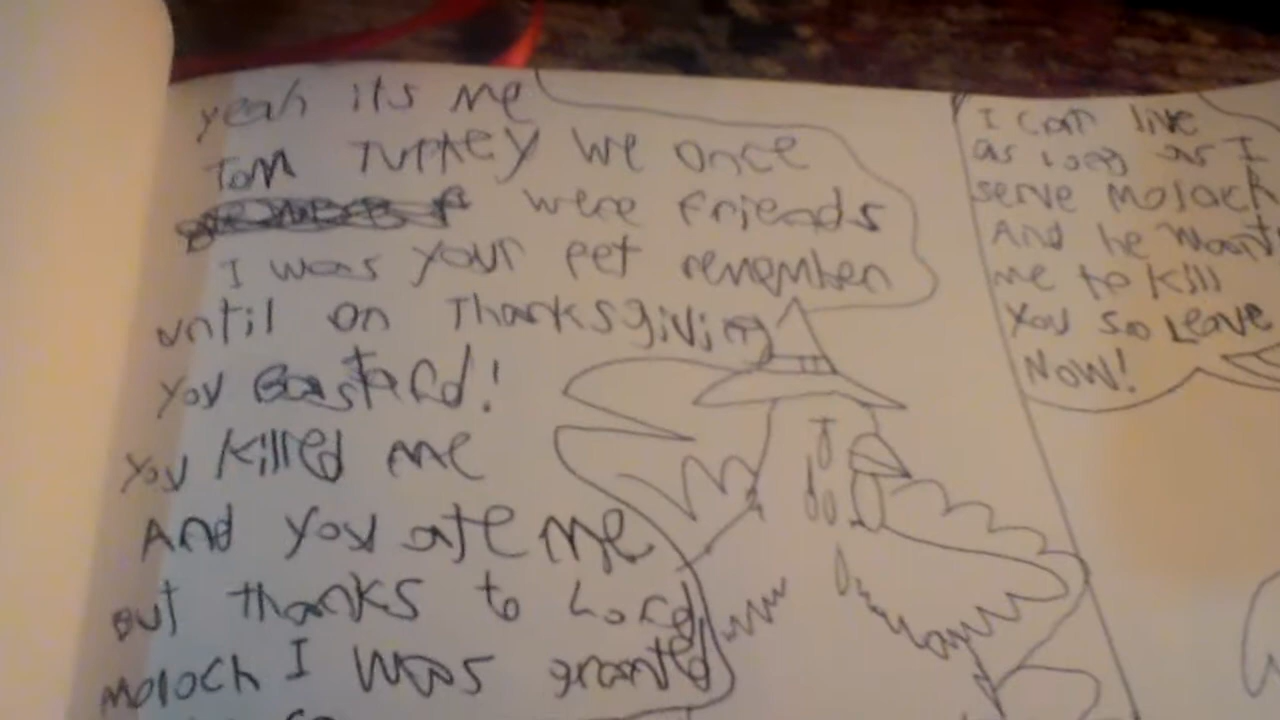 yeah its me
Tom Turkey we once
were friends
I was your pet remember
until on Thanksgiving
you Bastard!
You killed me
And you ate me
But thanks to Lord
Moloch I was granted
I can live
as long as I
serve Moloch
And he want
me to kill
you so Leave
NOW!